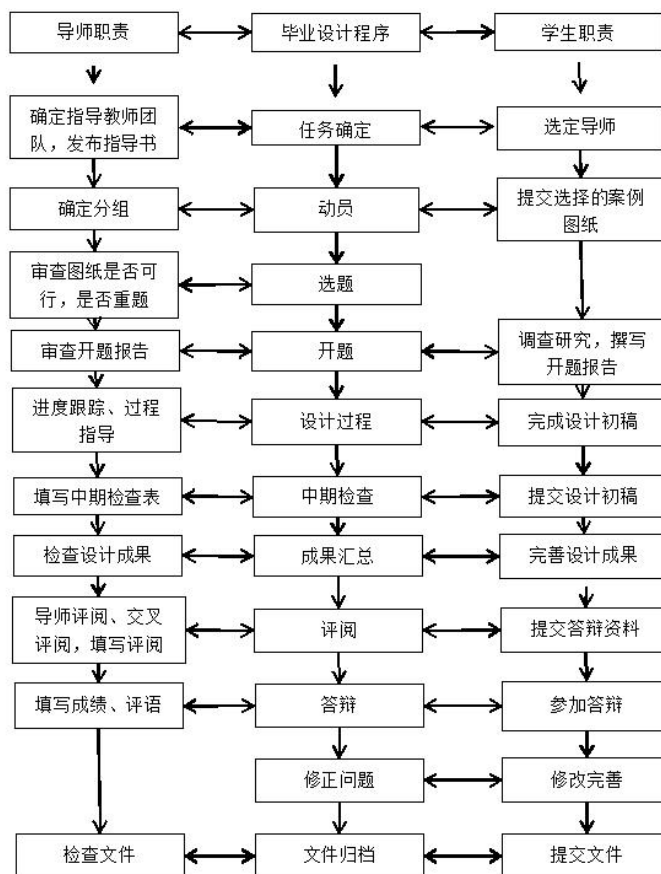 导师职责
毕业设计程序
学生职责
确定指导教师团
队，发布指导书
任务确定
选定导师
确定分组
动员
提交选择的案例
图纸
审查图纸是否可
行，是否重题
选题
审查开题报告
开题
调查研究，撰写
开题报告
进度跟踪、过程
指导
设计过程
完成设计初稿
填写中期检查表
中期检查
提交设计初稿
检查设计成果
成果汇总
完善设计成果
导师评阅、交叉
评阅，填写评阅
评阅
提交答辩资料
填写成绩、评语
答辩
参加答辩
修正问题
修改完善
检查文件
文件归档
提交文件